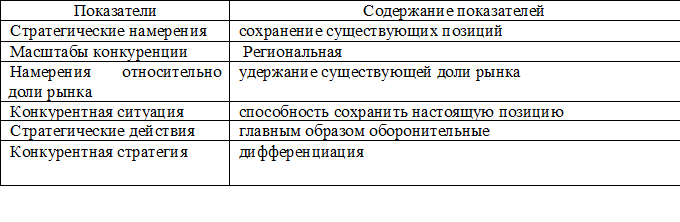 Показатели Содержание показателей
Стратегические намерения сохранение существующих позиций
Масштабы конкуренции Региональная
Намерения относительно удержание существующей доли рынка
доли рынка
Конкурентная ситуация способность сохранить настоящую позицию
Стратегические действия главным образом оборонительные
Конкурентная стратегия дифференциация